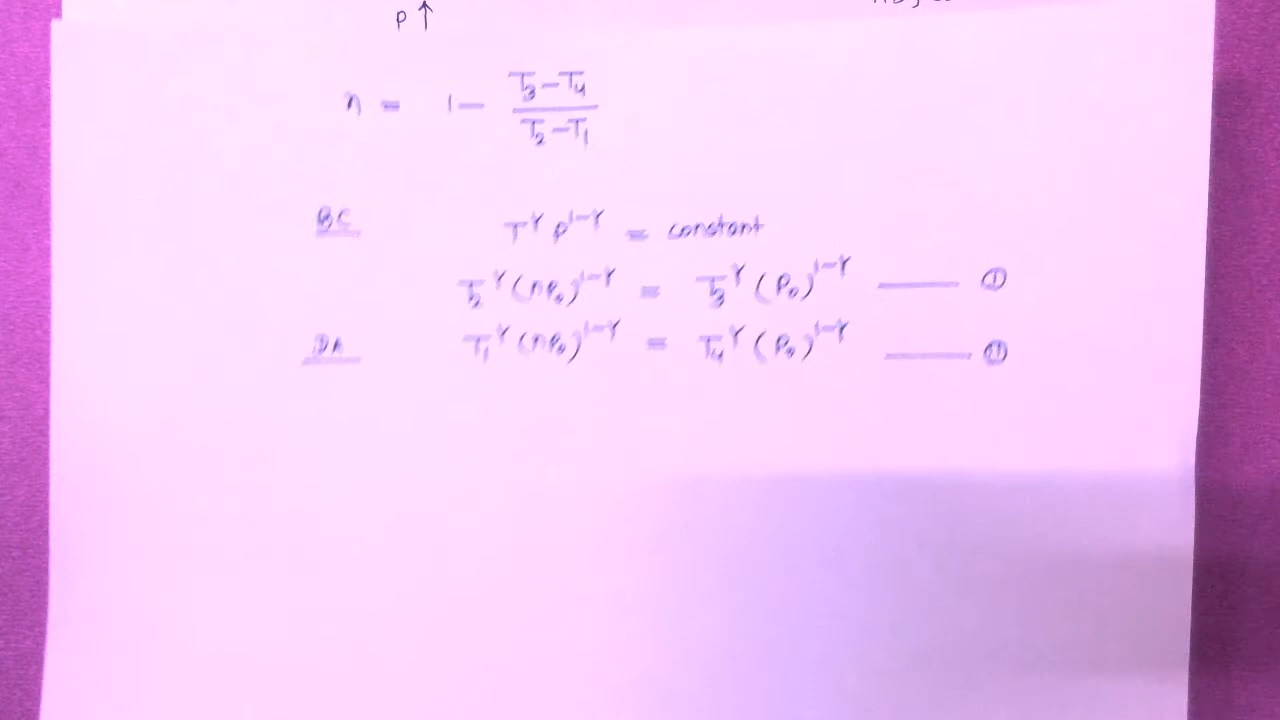 P ↑
η = 1 - (T₃ - T₄) / (T₂ - T₁)
BC T^γ P^(1-γ) = constant
T₂^γ (nP₀)^(1-γ) = T₃^γ (P₀)^(1-γ) —— ①
DA T₁^γ (nP₀)^(1-γ) = T₄^γ (P₀)^(1-γ) —— ②